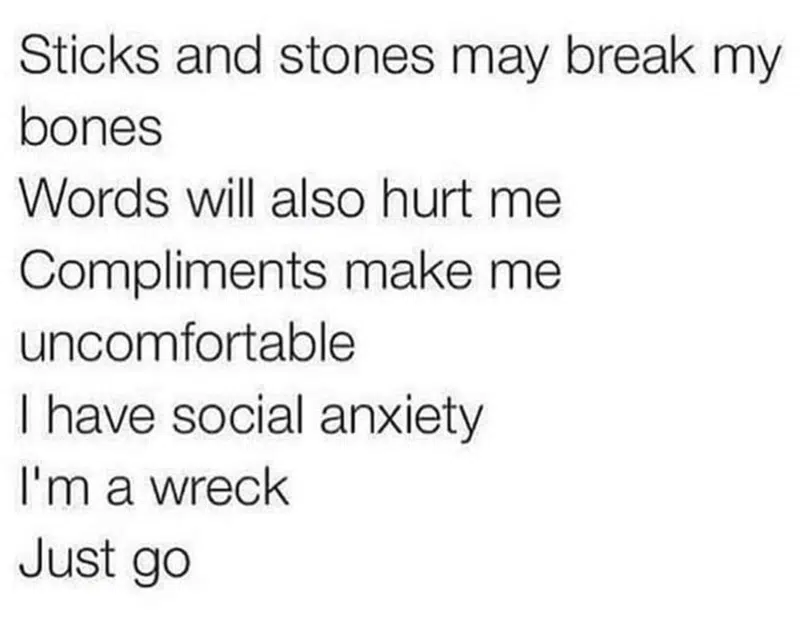 Sticks and stones may break my
bones
Words will also hurt me
Compliments make me
uncomfortable
I have social anxiety
I'm a wreck
Just go